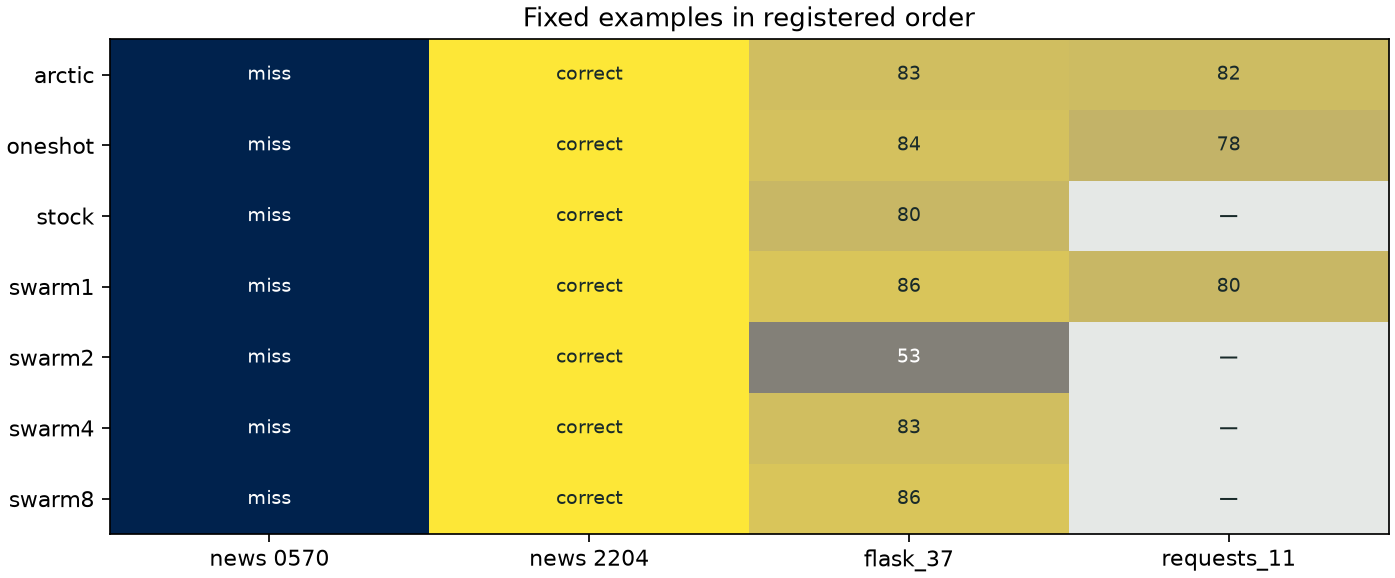 Fixed examples in registered order
arctic miss correct 83 82
oneshot miss correct 84 78
stock miss correct 80 —
swarm1 miss correct 86 80
swarm2 miss correct 53 —
swarm4 miss correct 83 —
swarm8 miss correct 86 —
news 0570 news 2204 flask_37 requests_11